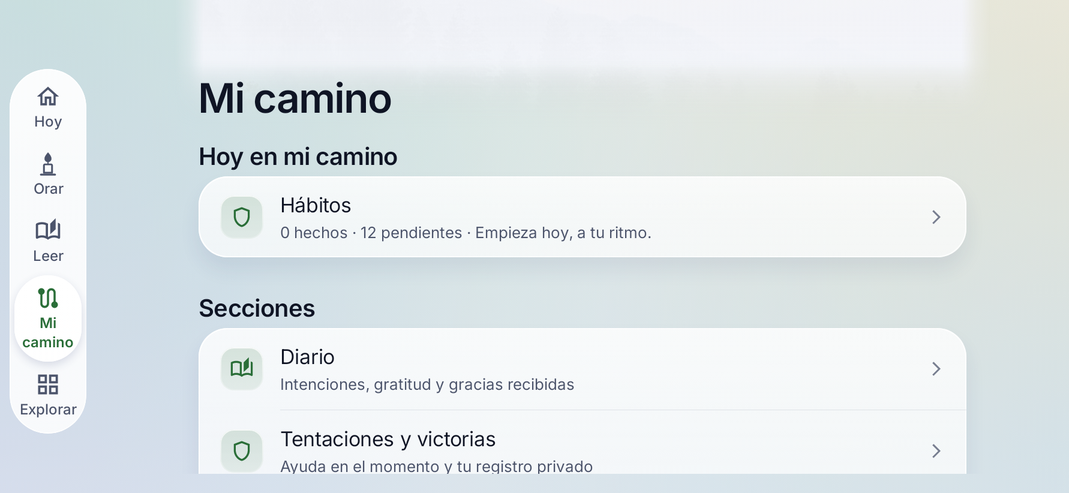 Mi camino
Hoy en mi camino
Hábitos
0 hechos · 12 pendientes · Empieza hoy, a tu ritmo.
Secciones
Diario
Intenciones, gratitud y gracias recibidas
Tentaciones y victorias
Ayuda en el momento y tu registro privado
Hoy
Orar
Leer
Mi
camino
Explorar